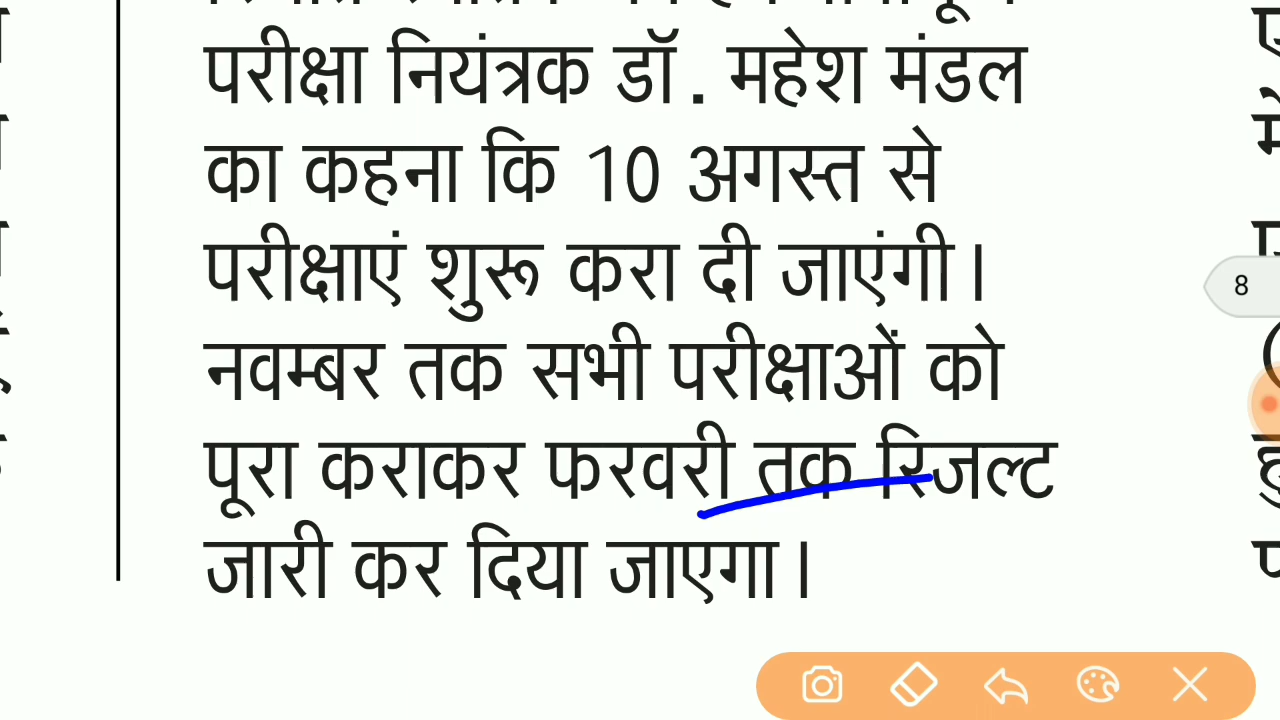 परीक्षा नियंत्रक डॉ. महेश मंडल
का कहना कि 10 अगस्त से
परीक्षाएं शुरू करा दी जाएंगी।
नवम्बर तक सभी परीक्षाओं को
पूरा कराकर फरवरी तक रिजल्ट
जारी कर दिया जाएगा।
8